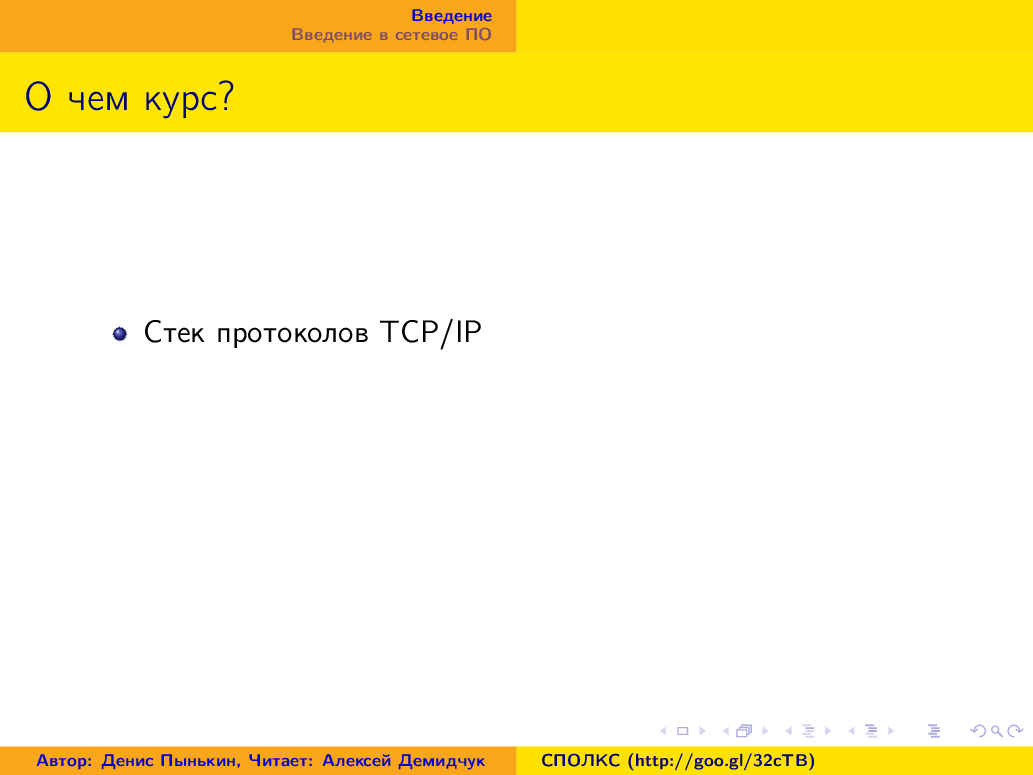 Введение
Введение в сетевое ПО
О чем курс?
Стек протоколов TCP/IP
Автор: Денис Пынькин, Читает: Алексей Демидчук
СПОЛКС (http://goo.gl/32cTB)